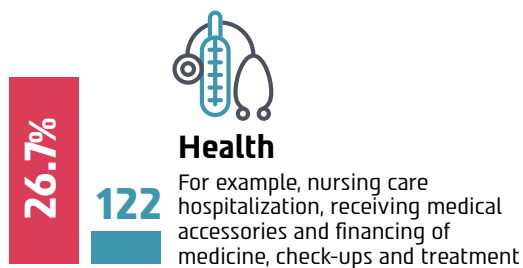 26.7%
122
Health
For example, nursing care
hospitalization, receiving medical
accessories and financing of
medicine, check-ups and treatment